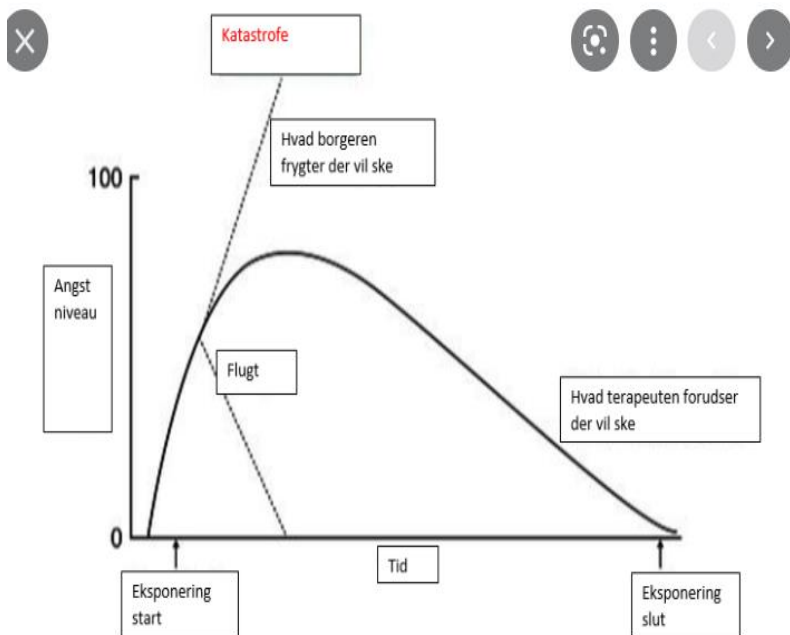 Katastrofe
Hvad borgeren
frygter der vil ske
100
Angst
niveau
Flugt
Hvad terapeuten forudser
der vil ske
0
Tid
Eksponering
start
Eksponering
slut